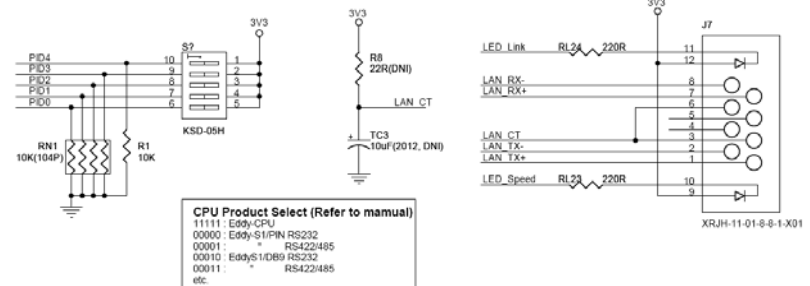 3V3
S?
PID4
PID3
PID2
PID1
PID0
10
9
8
7
6
1
2
3
4
5
KSD-05H
RN1
10K(104P)
R1
10K
3V3
R8
22R(DNI)
LAN_CT
+
TC3
10uF(2012, DNI)
CPU Product Select (Refer to mamual)
11111 : Eddy-CPU
00000 : Eddy-S1/PIN RS232
00001 : " RS422/485
00010 : EddyS1/DB9 RS232
00011 : " RS422/485
etc.
3V3
J7
LED_Link
RL24
220R
11
12
LAN_RX-
8
LAN_RX+
7
6
5
4
LAN_CT
3
LAN_TX-
2
LAN_TX+
1
LED_Speed
RL23
220R
10
9
XRJH-11-01-8-8-1-X01